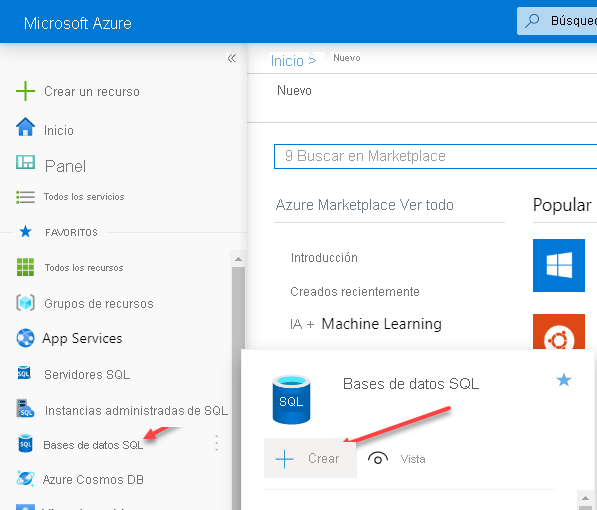 Microsoft Azure
Búsqued
«
Inicio >
Nuevo
Crear un recurso
Nuevo
Inicio
Panel
9 Buscar en Marketplace
Todos los servicios
Azure Marketplace Ver todo
Popular
FAVORITOS
Introducción
Todos los recursos
Creados recientemente
Grupos de recursos
IA + Machine Learning
App Services
Servidores SQL
SQL
Bases de datos SQL
SQL
Instancias administradas de SQL
Bases de datos SQL
SQL
Crear
Vista
Azure Cosmos DB